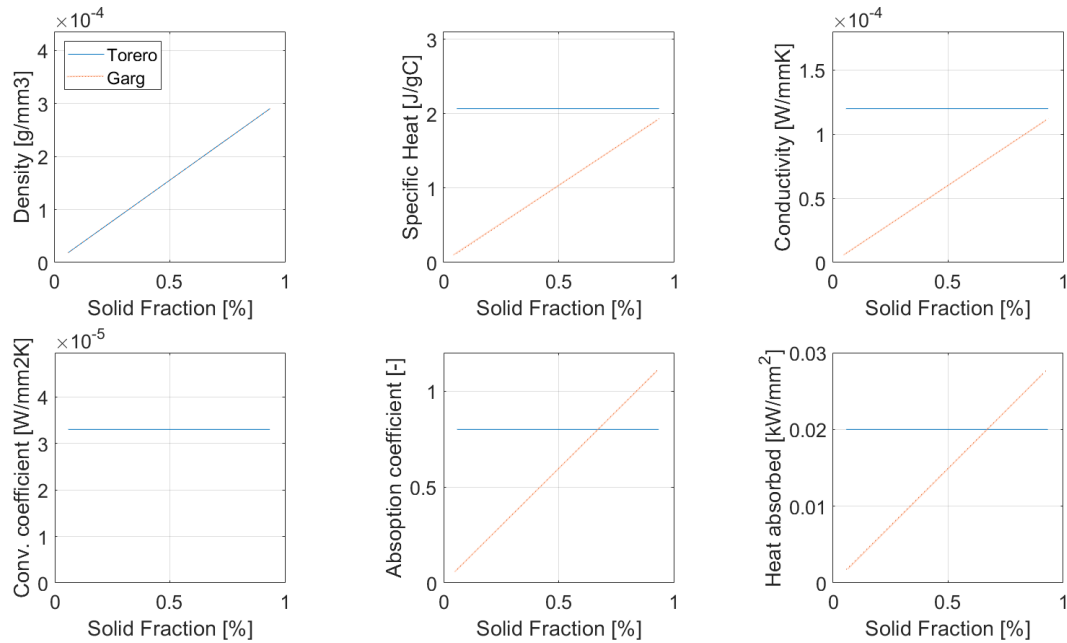 ×10⁻⁴
Density [g/mm3]
4
3
2
1
0
Torero
Garg
0 0.5 1
Solid Fraction [%]
Specific Heat [J/gC]
3
2
1
0
0 0.5 1
Solid Fraction [%]
×10⁻⁴
Conductivity [W/mmK]
1.5
1
0.5
0
0 0.5 1
Solid Fraction [%]
×10⁻⁵
Conv. coefficient [W/mm2K]
4
3
2
1
0
0 0.5 1
Solid Fraction [%]
Absoption coefficient [-]
1
0.5
0
0 0.5 1
Solid Fraction [%]
Heat absorbed [kW/mm²]
0.03
0.02
0.01
0
0 0.5 1
Solid Fraction [%]